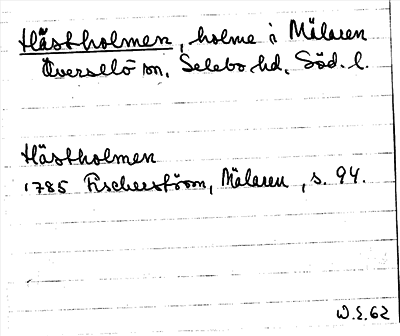 Hästholmen, holme i Mälaren
Överselö sn, Selebo hd, Söd. l.
Hästholmen
1785 Fischerström, Mälaren, s. 94.
W.E.62